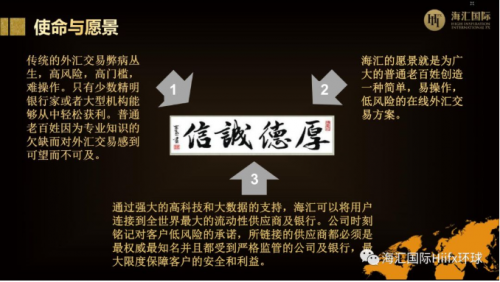 使命与愿景
海汇国际
传统的外汇交易弊病丛
生，高风险，高门槛，
难操作。只有少数精明
银行家或者大型机构能
够从中轻松获利。普通
老百姓因为专业知识的
欠缺而对外汇交易感到
可望而不可及。
1
2
海汇的愿景就是为广
大的普通老百姓创造
一种简单，易操作，
低风险的在线外汇交
易方案。
信誠德厚
3
通过强大的高科技和大数据的支持，海汇可以将用户
连接到全世界最大的流动性供应商及银行。公司时刻
铭记对客户低风险的承诺，所链接的供应商都必须是
最权威最知名并且都受到严格监管的公司及银行，最
大限度保障客户的安全和利益。
海汇国际Hiifx环球